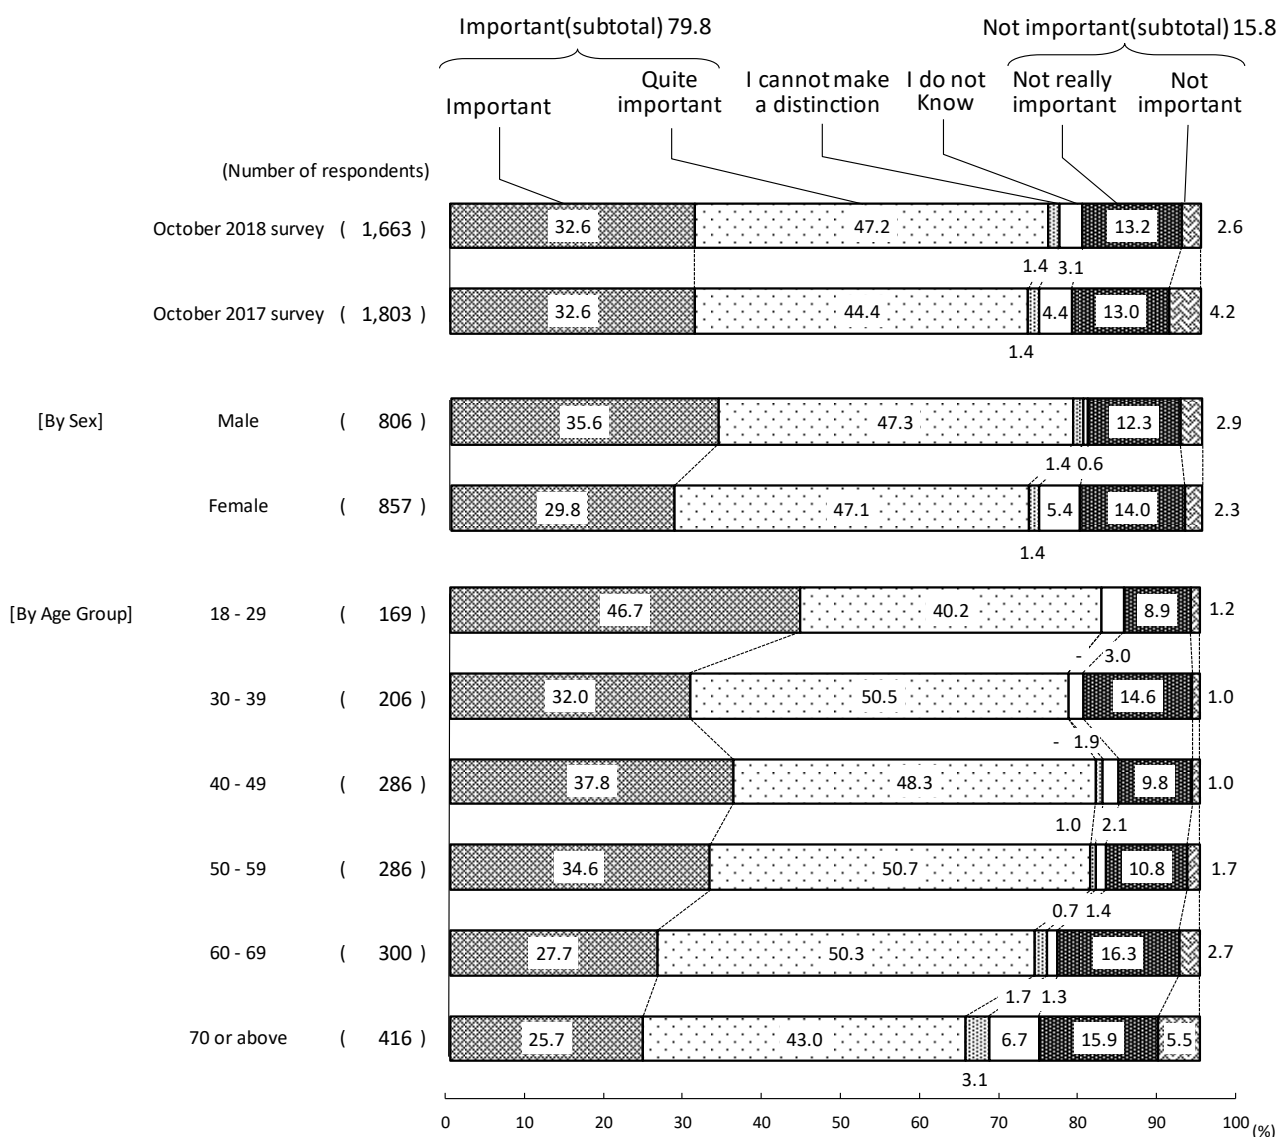 Important(subtotal) 79.8
Not important(subtotal) 15.8
Important
Quite
important
I cannot make
a distinction
I do not
Know
Not really
important
Not
important
(Number of respondents)
October 2018 survey ( 1,663 ) 32.6 47.2 13.2 2.6
1.4 3.1
October 2017 survey ( 1,803 ) 32.6 44.4 4.4 13.0 4.2
1.4
[By Sex] Male ( 806 ) 35.6 47.3 12.3 2.9
1.4 0.6
Female ( 857 ) 29.8 47.1 5.4 14.0 2.3
1.4
[By Age Group] 18 - 29 ( 169 ) 46.7 40.2 8.9 1.2
- 3.0
30 - 39 ( 206 ) 32.0 50.5 14.6 1.0
- 1.9
40 - 49 ( 286 ) 37.8 48.3 9.8 1.0
1.0 2.1
50 - 59 ( 286 ) 34.6 50.7 10.8 1.7
0.7 1.4
60 - 69 ( 300 ) 27.7 50.3 16.3 2.7
1.7 1.3
70 or above ( 416 ) 25.7 43.0 6.7 15.9 5.5
3.1
0 10 20 30 40 50 60 70 80 90 100 (%)